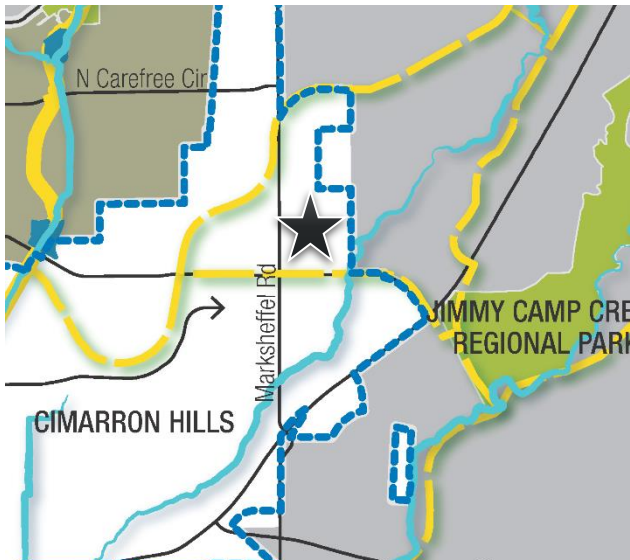 N Carefree Cir
Marksheffel Rd
JIMMY CAMP CRE
REGIONAL PARK
CIMARRON HILLS